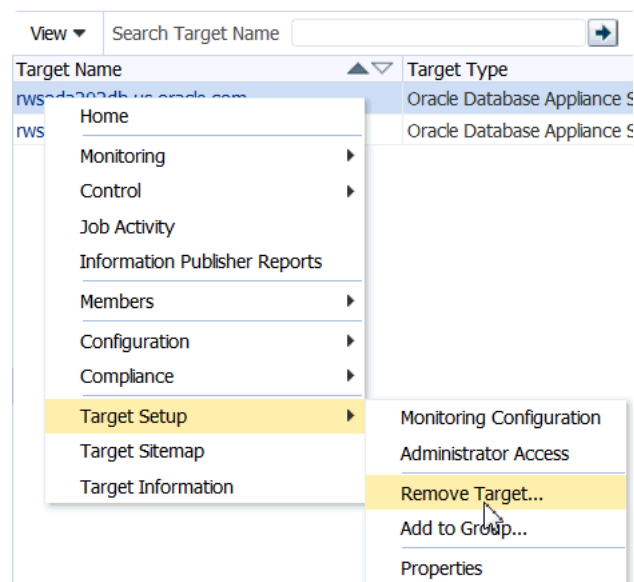 View Search Target Name
Target Name Target Type
Oracle Database Appliance S
rws Oracle Database Appliance S
Home
Monitoring
Control
Job Activity
Information Publisher Reports
Members
Configuration
Compliance
Target Setup
Target Sitemap
Target Information
Monitoring Configuration
Administrator Access
Remove Target...
Add to Group...
Properties